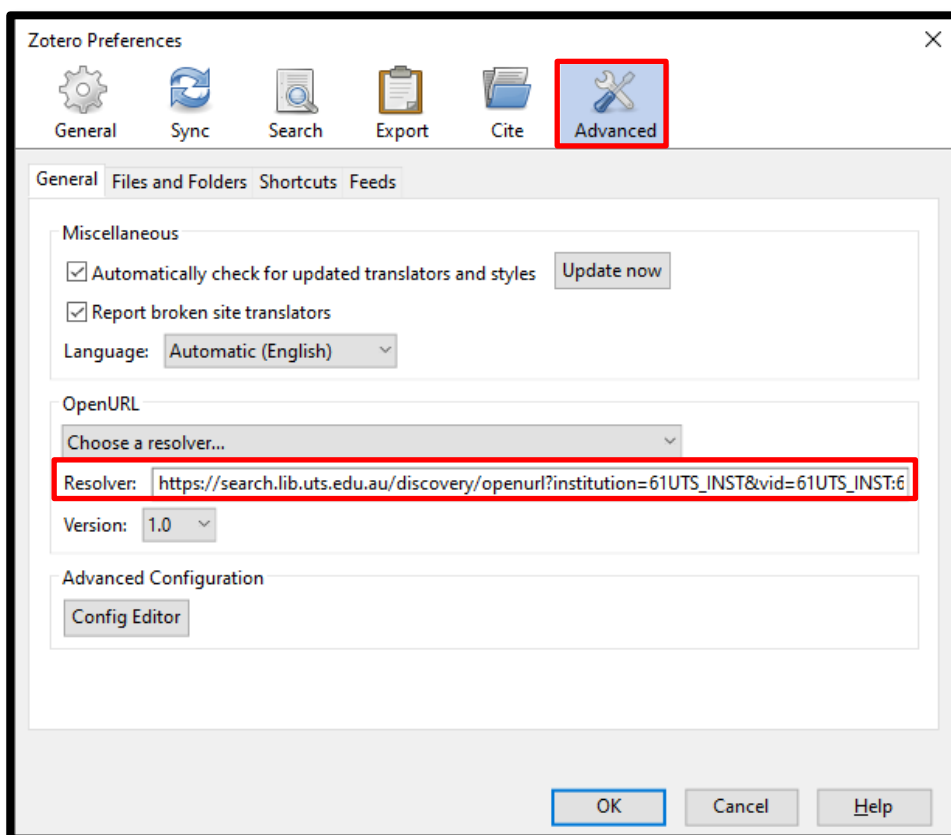 Zotero Preferences
General Sync Search Export Cite Advanced
General Files and Folders Shortcuts Feeds
Miscellaneous
Automatically check for updated translators and styles Update now
Report broken site translators
Language: Automatic (English)
OpenURL
Choose a resolver...
Resolver: https://search.lib.uts.edu.au/discovery/openurl?institution=61UTS_INST&vid=61UTS_INST:6
Version: 1.0
Advanced Configuration
Config Editor
OK Cancel Help